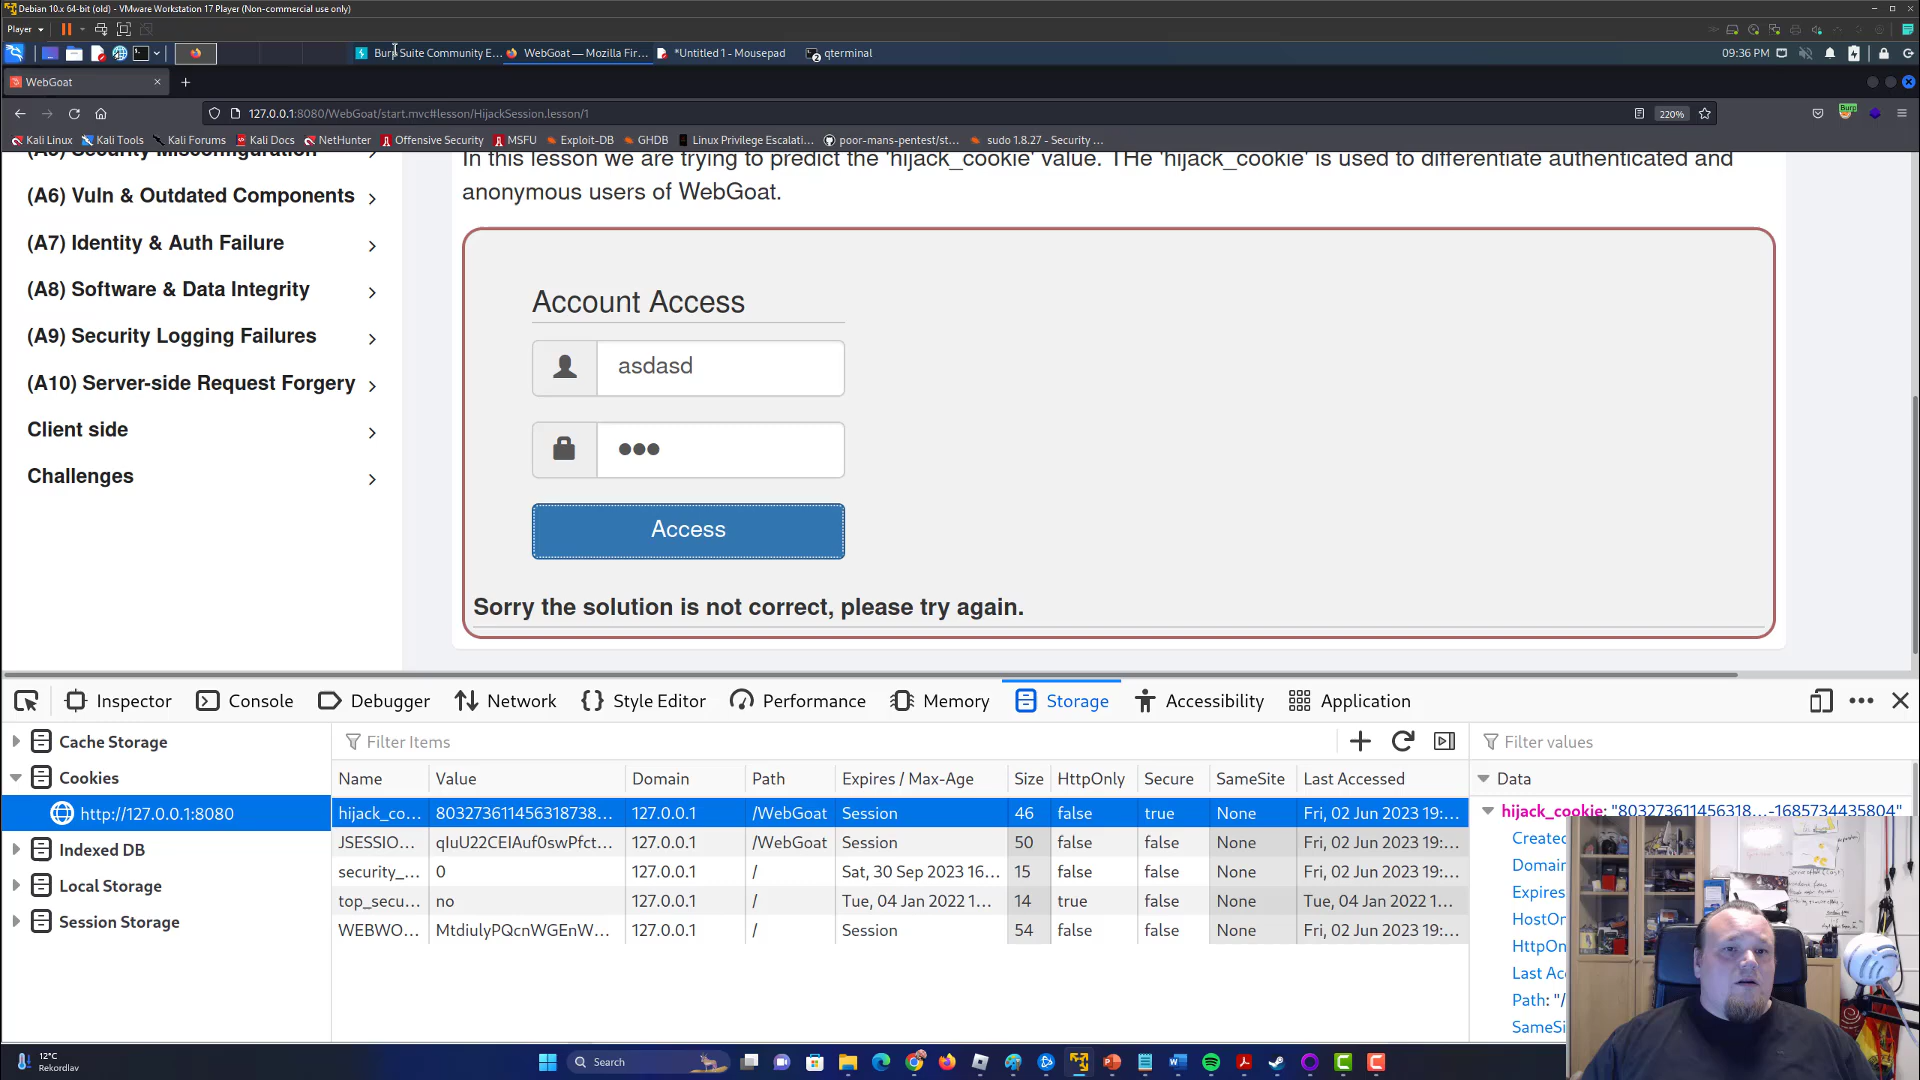 Debian 10.x 64-bit (old) - VMware Workstation 17 Player (Non-commercial use only)
Player
Burp Suite Community E...
WebGoat — Mozilla Fir...
*Untitled 1 - Mousepad
qterminal
09:36 PM
WebGoat
127.0.0.1:8080/WebGoat/start.mvc#lesson/HijackSession.lesson/1
220%
Burp
Kali Linux
Kali Tools
Kali Forums
Kali Docs
NetHunter
Offensive Security
MSFU
Exploit-DB
GHDB
Linux Privilege Escalati...
poor-mans-pentest/st...
sudo 1.8.27 - Security ...
(A5) Security Misconfiguration
(A6) Vuln & Outdated Components
(A7) Identity & Auth Failure
(A8) Software & Data Integrity
(A9) Security Logging Failures
(A10) Server-side Request Forgery
Client side
Challenges
In this lesson we are trying to predict the 'hijack_cookie' value. THe 'hijack_cookie' is used to differentiate authenticated and
anonymous users of WebGoat.
Account Access
asdasd
Access
Sorry the solution is not correct, please try again.
Inspector
Console
Debugger
Network
Style Editor
Performance
Memory
Storage
Accessibility
Application
Cache Storage
Cookies
http://127.0.0.1:8080
Indexed DB
Local Storage
Session Storage
Filter Items
Name Value Domain Path Expires / Max-Age Size HttpOnly Secure SameSite Last Accessed
hijack_co... 803273611456318738... 127.0.0.1 /WebGoat Session 46 false true None Fri, 02 Jun 2023 19:...
JSESSIO... qIuU22CEIAuf0swPfct... 127.0.0.1 /WebGoat Session 50 false false None Fri, 02 Jun 2023 19:...
security_... 0 127.0.0.1 / Sat, 30 Sep 2023 16... 15 false false None Fri, 02 Jun 2023 19:...
top_secu... no 127.0.0.1 / Tue, 04 Jan 2022 1... 14 true false None Tue, 04 Jan 2022 1...
WEBWO... MtdiulyPQcnWGEnW... 127.0.0.1 / Session 54 false false None Fri, 02 Jun 2023 19:...
Filter values
Data
hijack_cookie: "803273611456318...-1685734435804"
Created
Domain
Expires
HostOn
HttpOn
Last Acc
Path: "/
SameSi
12°C
Rekordlav
Search